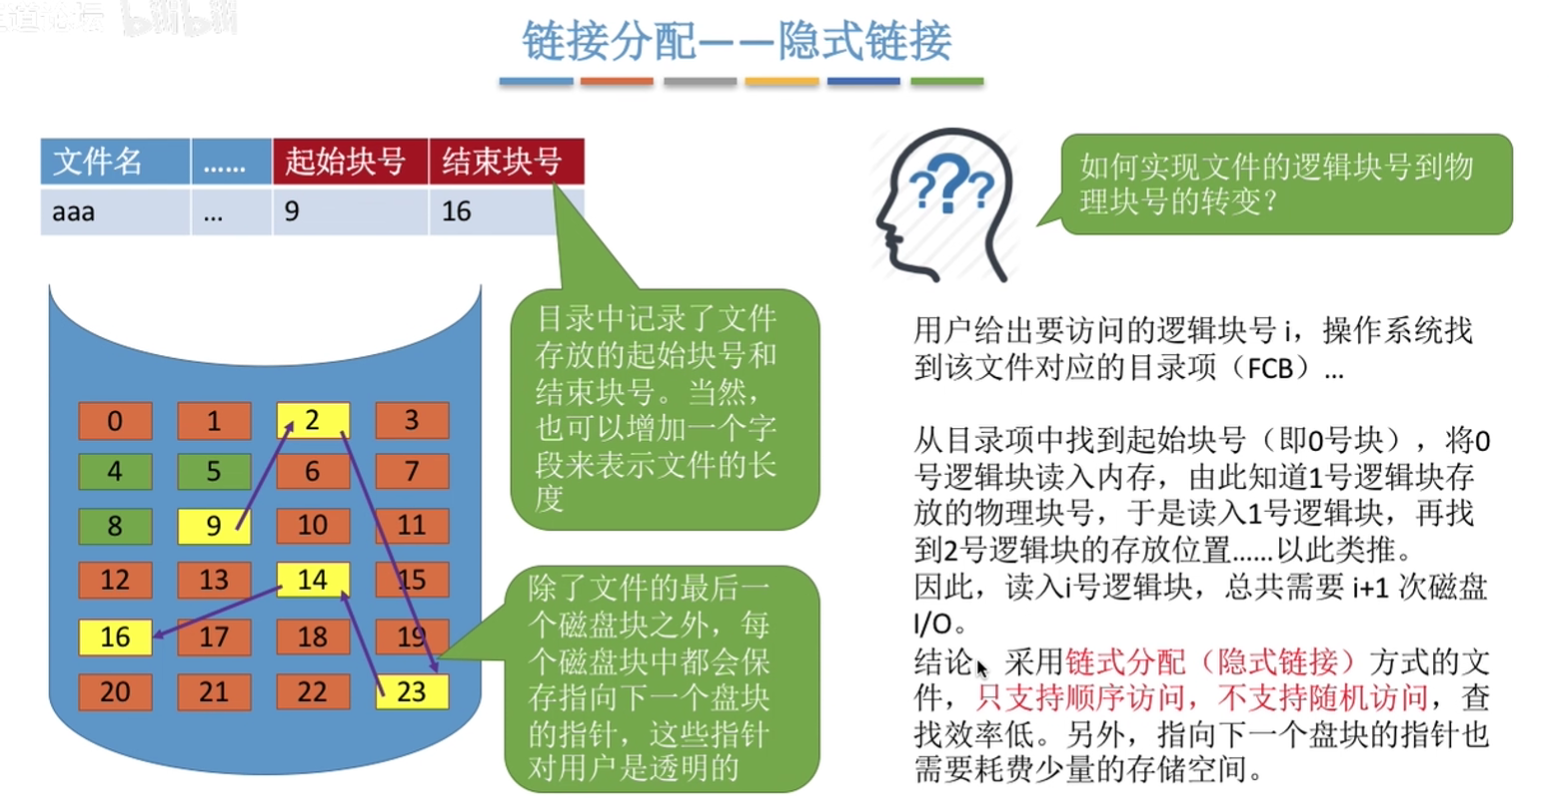 bilibili
链接分配——隐式链接
文件名 …… 起始块号 结束块号
aaa … 9 16
目录中记录了文件
存放的起始块号和
结束块号。当然，
也可以增加一个字
段来表示文件的长
度
0 1 2 3
4 5 6 7
8 9 10 11
12 13 14 15
16 17 18 19
20 21 22 23
除了文件的最后一
个磁盘块之外，每
个磁盘块中都会保
存指向下一个盘块
的指针，这些指针
对用户是透明的
???
如何实现文件的逻辑块号到物
理块号的转变？
用户给出要访问的逻辑块号 i，操作系统找
到该文件对应的目录项（FCB）…
从目录项中找到起始块号（即0号块），将0
号逻辑块读入内存，由此知道1号逻辑块存
放的物理块号，于是读入1号逻辑块，再找
到2号逻辑块的存放位置……以此类推。
因此，读入i号逻辑块，总共需要 i+1 次磁盘
I/O。
结论：采用链式分配（隐式链接）方式的文
件，只支持顺序访问，不支持随机访问，查
找效率低。另外，指向下一个盘块的指针也
需要耗费少量的存储空间。